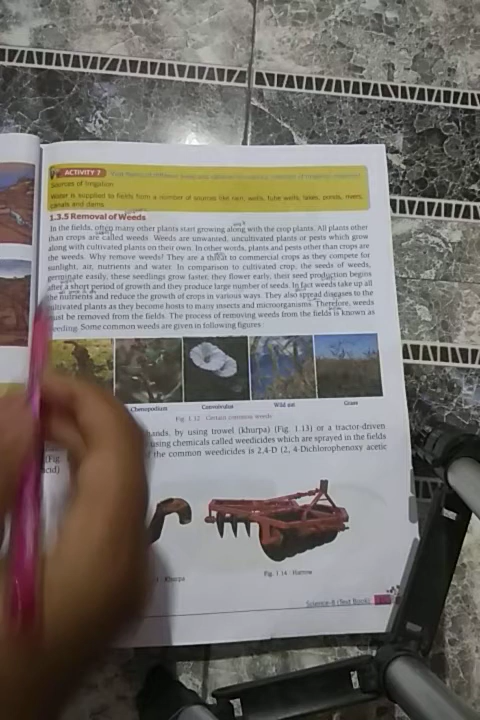 ACTIVITY 7
Sources of Irrigation
Water is supplied to fields from a number of sources like rain, wells, tube wells, lakes, ponds, rivers,
canals and dams.
1.3.5 Removal of Weeds
In the fields, often many other plants start growing along with the crop plants. All plants other
than crops are called weeds. Weeds are unwanted, uncultivated plants or pests which grow
along with cultivated plants on their own. In other words, plants and pests other than crops are
the weeds. Why remove weeds? They are a threat to commercial crops as they compete for
sunlight, air, nutrients and water. In comparison to cultivated crop, the seeds of weeds,
germinate easily, these seedlings grow faster, they flower early, their seed production begins
after a short period of growth and they produce large number of seeds. In fact weeds take up all
the nutrients and reduce the growth of crops in various ways. They also spread diseases to the
cultivated plants as they become hosts to many insects and microorganisms. Therefore, weeds
must be removed from the fields. The process of removing weeds from the fields is known as
weeding. Some common weeds are given in following figures
Chenopodium Convolvulus Wild oat Grass
Fig. 1.12 : Certain common weeds
hands, by using trowel (khurpa) (Fig. 1.13) or a tractor-driven
using chemicals called weedicides which are sprayed in the fields
(Fig
of the common weedicides is 2,4-D (2, 4-Dichlorophenoxy acetic
acid)
: Khurpa
Fig. 1.14 : Harrow
Science-8 (Text Book)